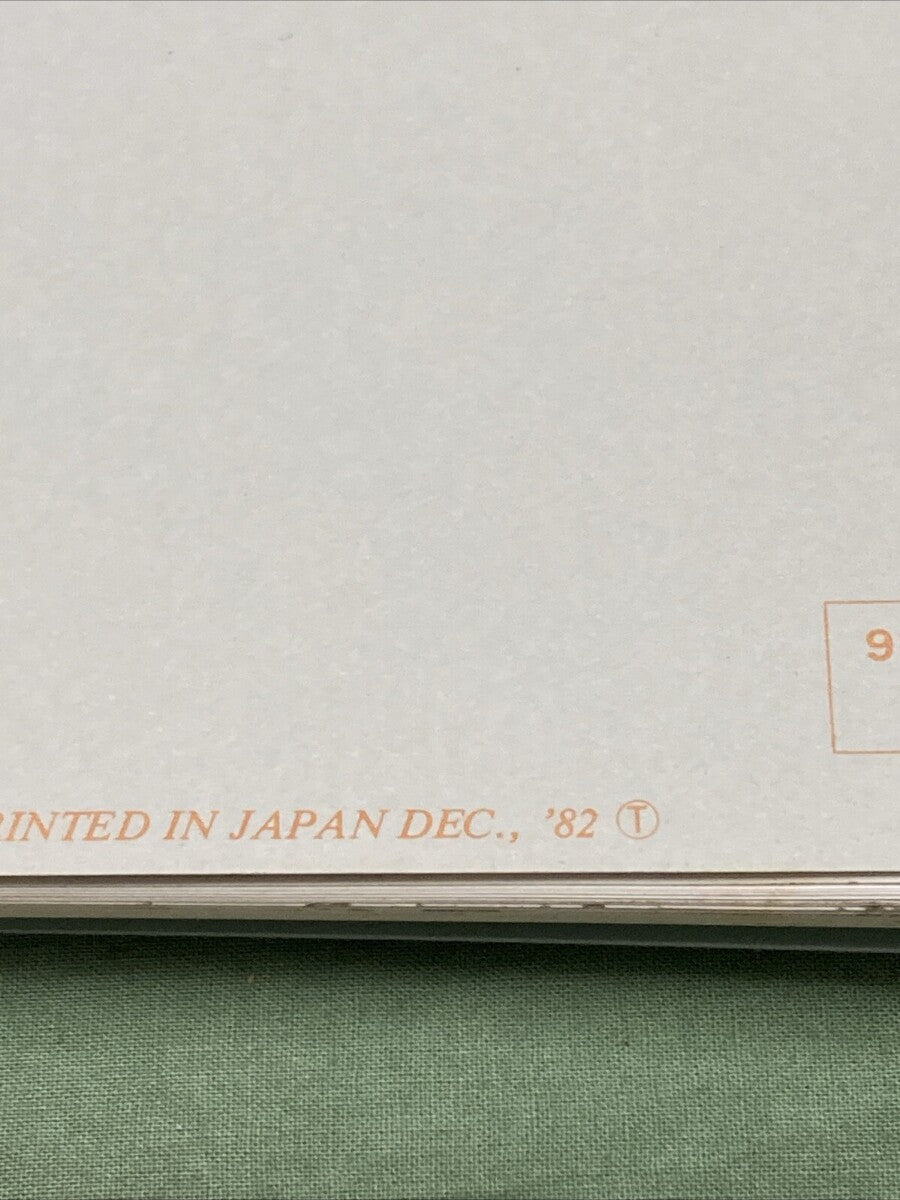 9
RINTED IN JAPAN DEC., '82 Ⓣ